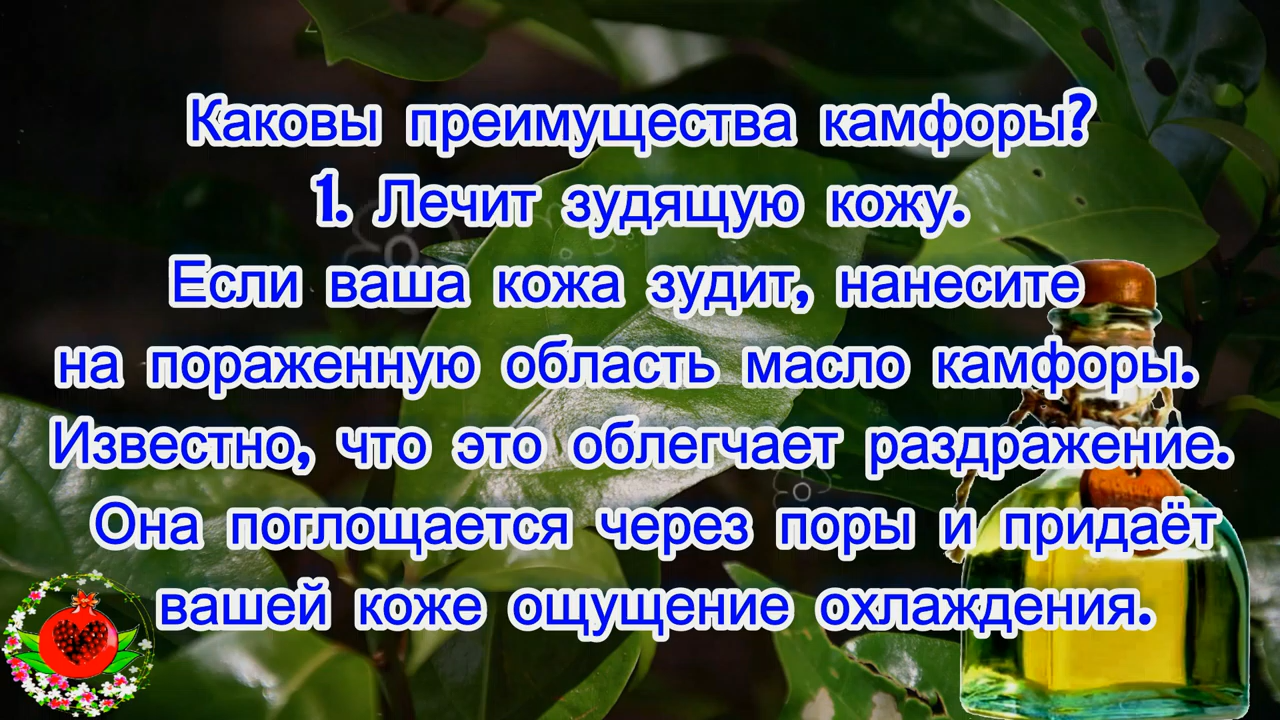 Каковы преимущества камфоры?
1. Лечит зудящую кожу.
Если ваша кожа зудит, нанесите
на пораженную область масло камфоры.
Известно, что это облегчает раздражение.
Она поглощается через поры и придаёт
вашей коже ощущение охлаждения.